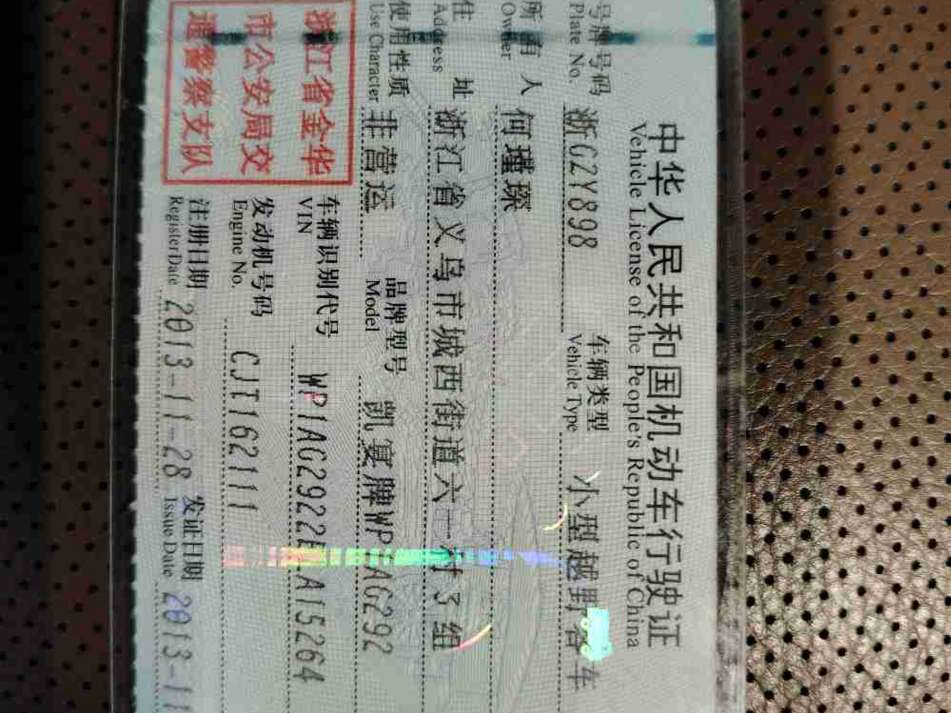 中华人民共和国机动车行驶证
Vehicle License of the People's Republic of China
号牌号码 浙G2Y898 车辆类型 小型越野客车
Plate No. Vehicle Type
所有人 何瑾琛
Owner
住址 浙江省义乌市城西街道六一村3组
Address
使用性质 非营运 品牌型号 凯宴牌WP1AG292
Use Character Model
浙江省金华
市公安局交
通警察支队
车辆识别代号
VIN WP1AG2922 LA15264
发动机号码 CJT162111
Engine No.
注册日期 2013-11-28 发证日期 2013-11
Register Date Issue Date